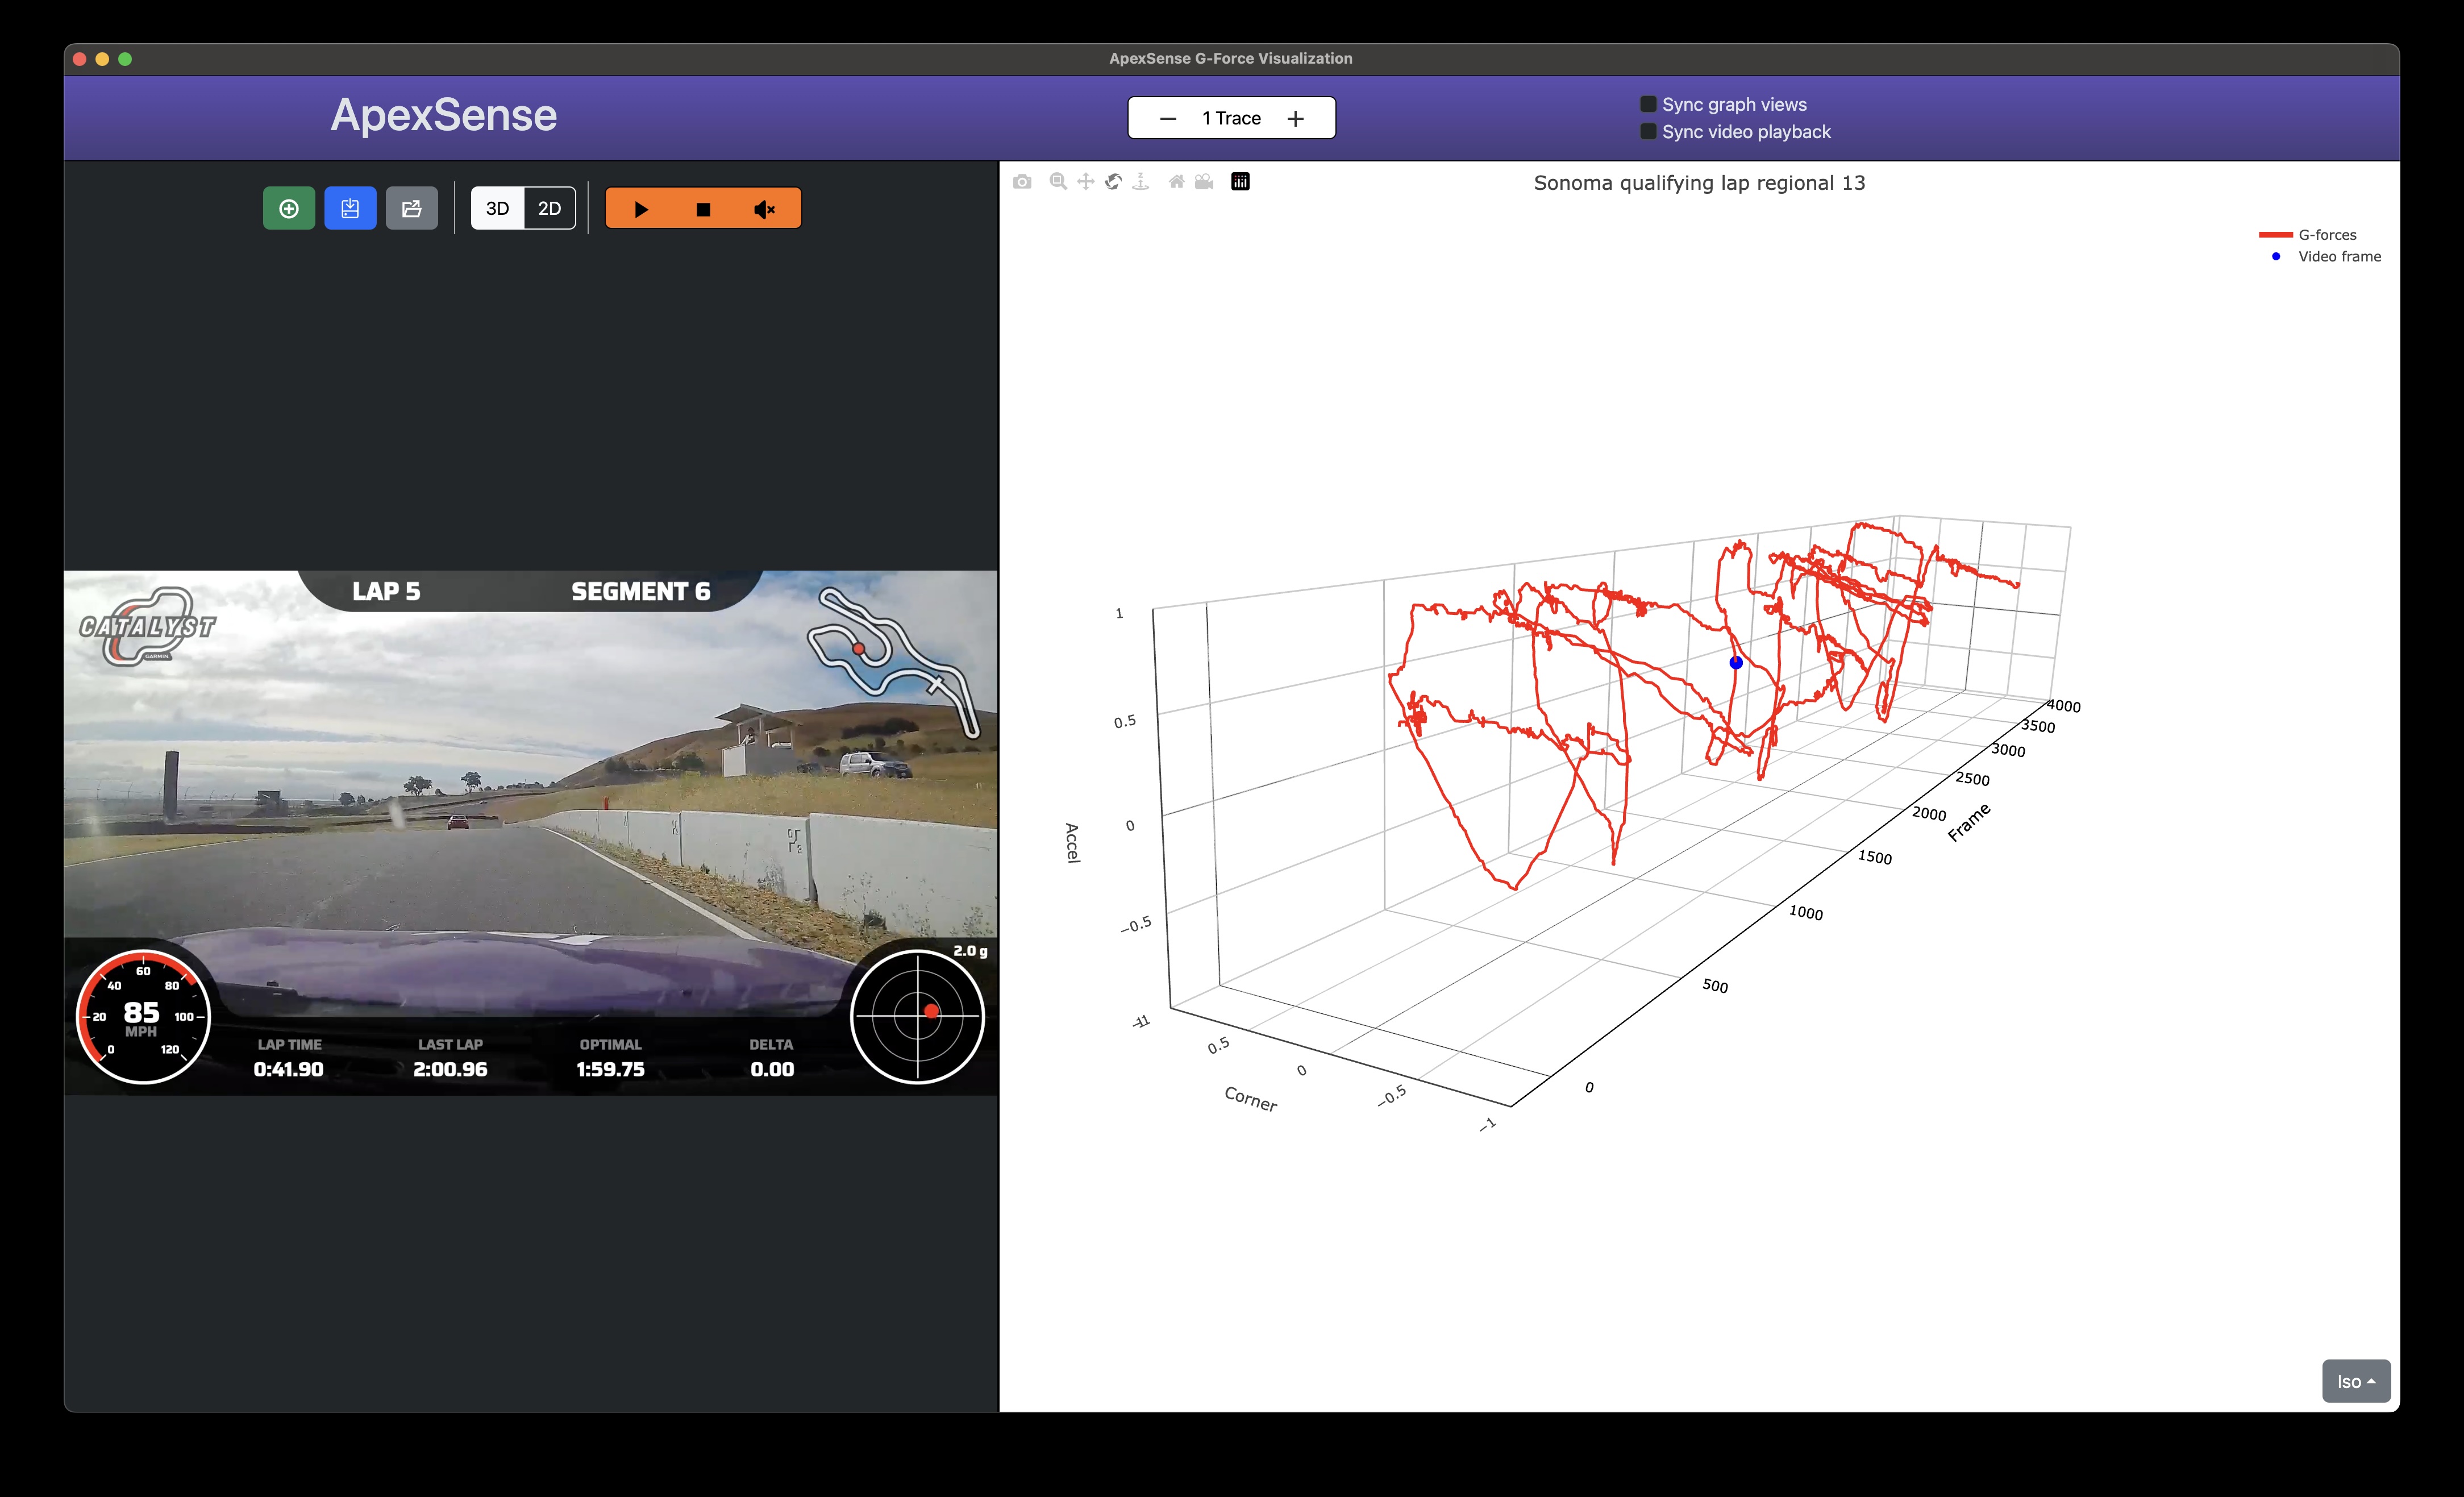 ApexSense G-Force Visualization
ApexSense
1 Trace
Sync graph views
Sync video playback
3D 2D
Sonoma qualifying lap regional 13
G-forces
Video frame
LAP 5 SEGMENT 6
CATALYST
GARMIN
2.0 g
60
40 80
20 85 100
MPH
0 120
LAP TIME LAST LAP OPTIMAL DELTA
0:41.90 2:00.96 1:59.75 0.00
1
0.5
0
−0.5
−1
Accel
1
0.5
0
−0.5
−1
Corner
0
500
1000
1500
2000
2500
3000
3500
4000
Frame
Iso